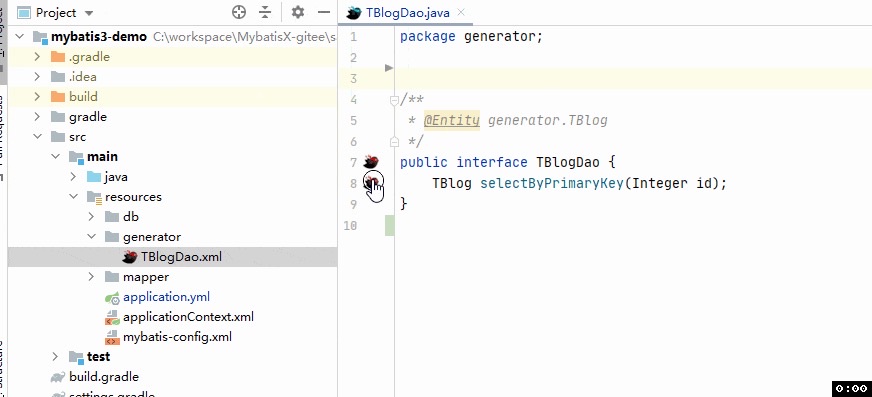 Project
mybatis3-demo C:\workspace\MybatisX-gitee\s
.gradle
.idea
build
gradle
src
main
java
resources
db
generator
TBlogDao.xml
mapper
application.yml
applicationContext.xml
mybatis-config.xml
test
build.gradle
settings.gradle
TBlogDao.java
1 package generator;
2
3
4 /**
5 * @Entity generator.TBlog
6 */
7 public interface TBlogDao {
8 TBlog selectByPrimaryKey(Integer id);
9 }
10
0:00